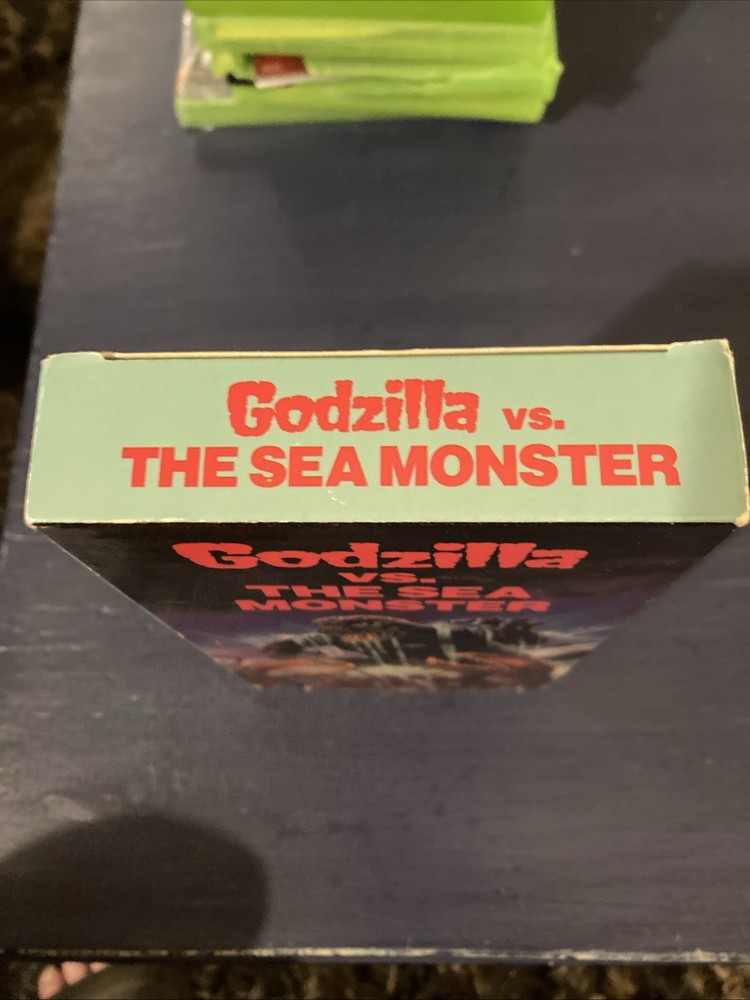 Godzilla vs.
THE SEA MONSTER
Godzilla
VS.
THE SEA
MONSTER